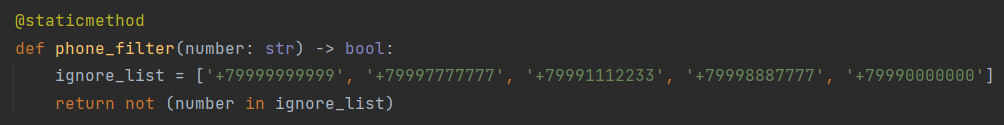 @staticmethod
def phone_filter(number: str) -> bool:
    ignore_list = ['+79999999999', '+79997777777', '+79991112233', '+79998887777', '+79990000000']
    return not (number in ignore_list)